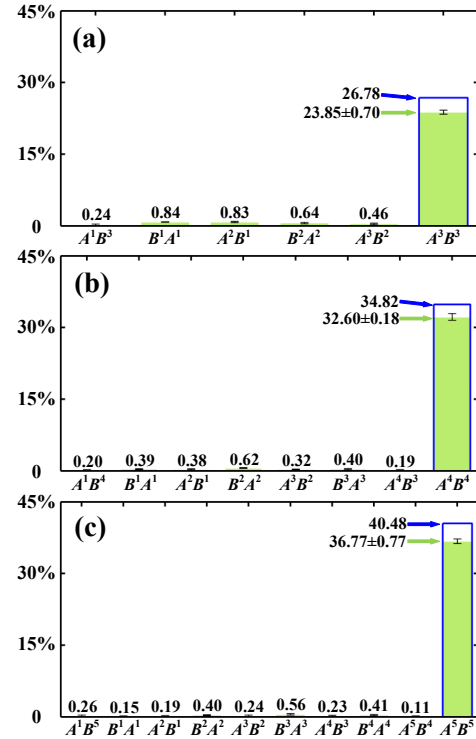 45%
(a)
30%
26.78
23.85±0.70
15%
0.24 0.84 0.83 0.64 0.46
0
A¹B³ B¹A¹ A²B¹ B²A² A³B² A³B³
45%
(b)
34.82
30%
32.60±0.18
15%
0.20 0.39 0.38 0.62 0.32 0.40 0.19
0
A¹B⁴ B¹A¹ A²B¹ B²A² A³B² B³A³ A⁴B³ A⁴B⁴
45%
(c)
40.48
36.77±0.77
30%
15%
0.26 0.15 0.19 0.40 0.24 0.56 0.23 0.41 0.11
0
A¹B⁵ B¹A¹ A²B¹ B²A² A³B² B³A³ A⁴B³ B⁴A⁴ A⁵B⁴ A⁵B⁵